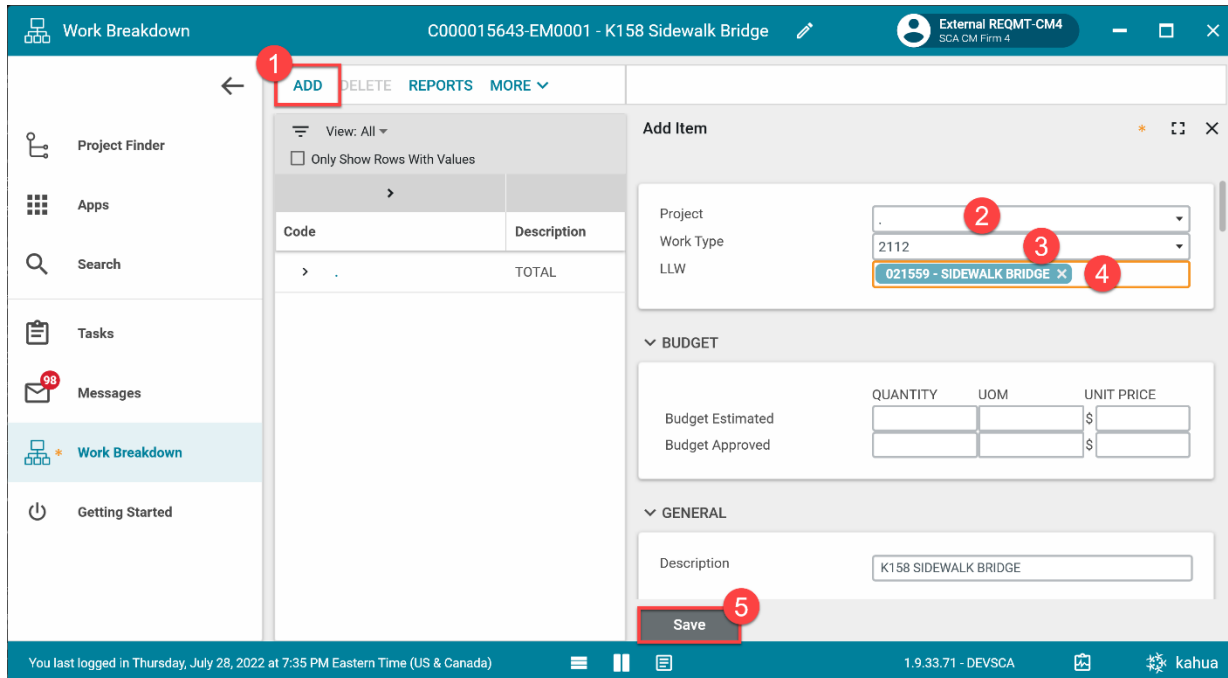 Work Breakdown
C000015643-EM0001 - K158 Sidewalk Bridge
External REQMT-CM4
SCA CM Firm 4
1
ADD DELETE REPORTS MORE
Project Finder
Apps
Search
Tasks
98
Messages
Work Breakdown
*
Getting Started
View: All
Only Show Rows With Values
Code Description
. TOTAL
Add Item *
Project . 2
Work Type 2112 3
LLW 021559 - SIDEWALK BRIDGE × 4
BUDGET
QUANTITY UOM UNIT PRICE
Budget Estimated $
Budget Approved $
GENERAL
Description K158 SIDEWALK BRIDGE
5
Save
You last logged in Thursday, July 28, 2022 at 7:35 PM Eastern Time (US & Canada) 1.9.33.71 - DEVSCA kahua